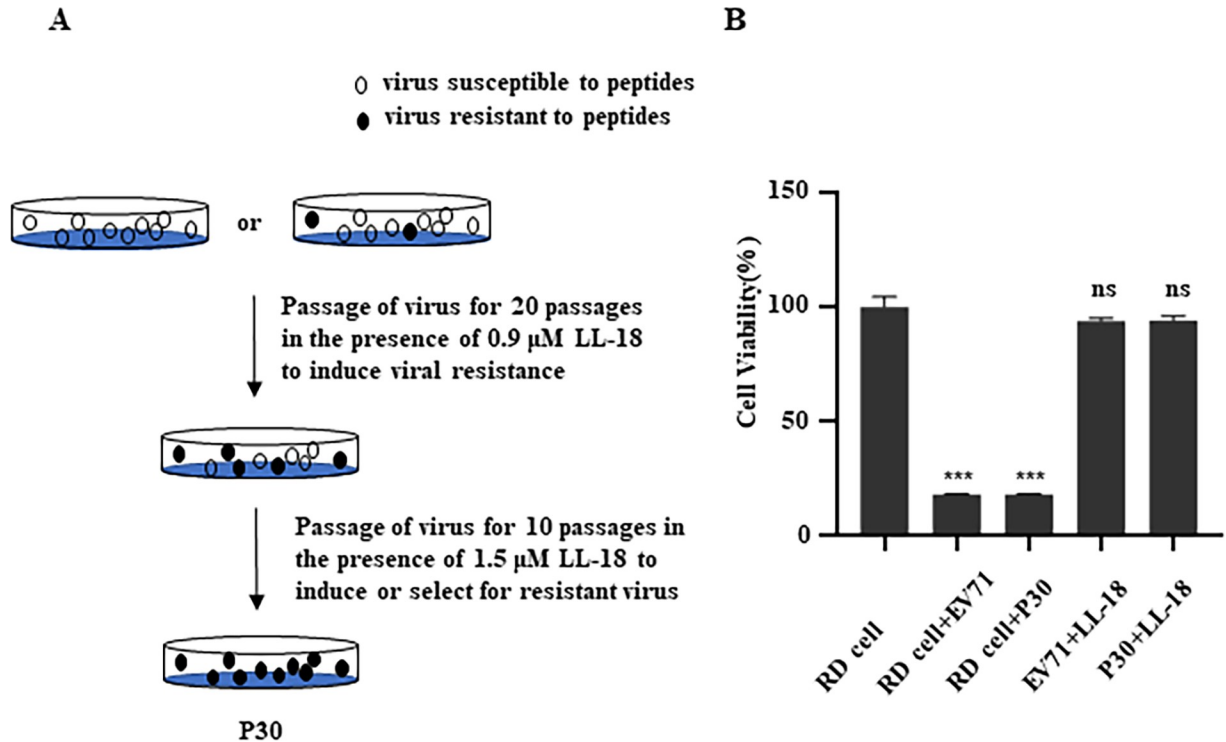 A
virus susceptible to peptides
virus resistant to peptides
or
Passage of virus for 20 passages
in the presence of 0.9 μM LL-18
to induce viral resistance
Passage of virus for 10 passages in
the presence of 1.5 μM LL-18 to
induce or select for resistant virus
P30
B
Cell Viability(%)
150
100
50
0
***
***
ns
ns
RD cell
RD cell+EV71
RD cell+P30
EV71+LL-18
P30+LL-18